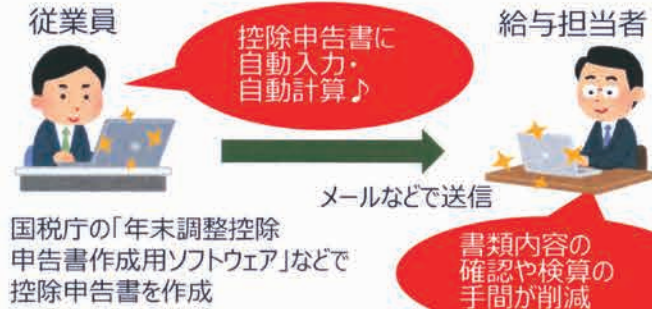 従業員
控除申告書に
自動入力・
自動計算♪
給与担当者
メールなどで送信
国税庁の「年末調整控除
申告書作成用ソフトウェア」などで
控除申告書を作成
書類内容の
確認や検算の
手間が削減